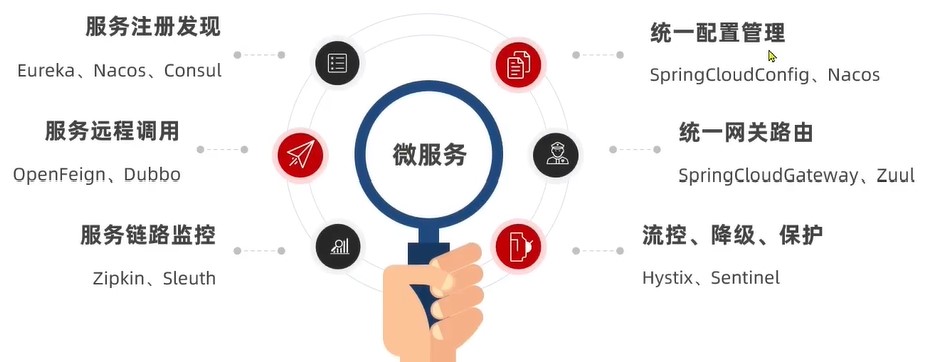 服务注册发现
Eureka、Nacos、Consul
服务远程调用
OpenFeign、Dubbo
服务链路监控
Zipkin、Sleuth
微服务
统一配置管理
SpringCloudConfig、Nacos
统一网关路由
SpringCloudGateway、Zuul
流控、降级、保护
Hystix、Sentinel